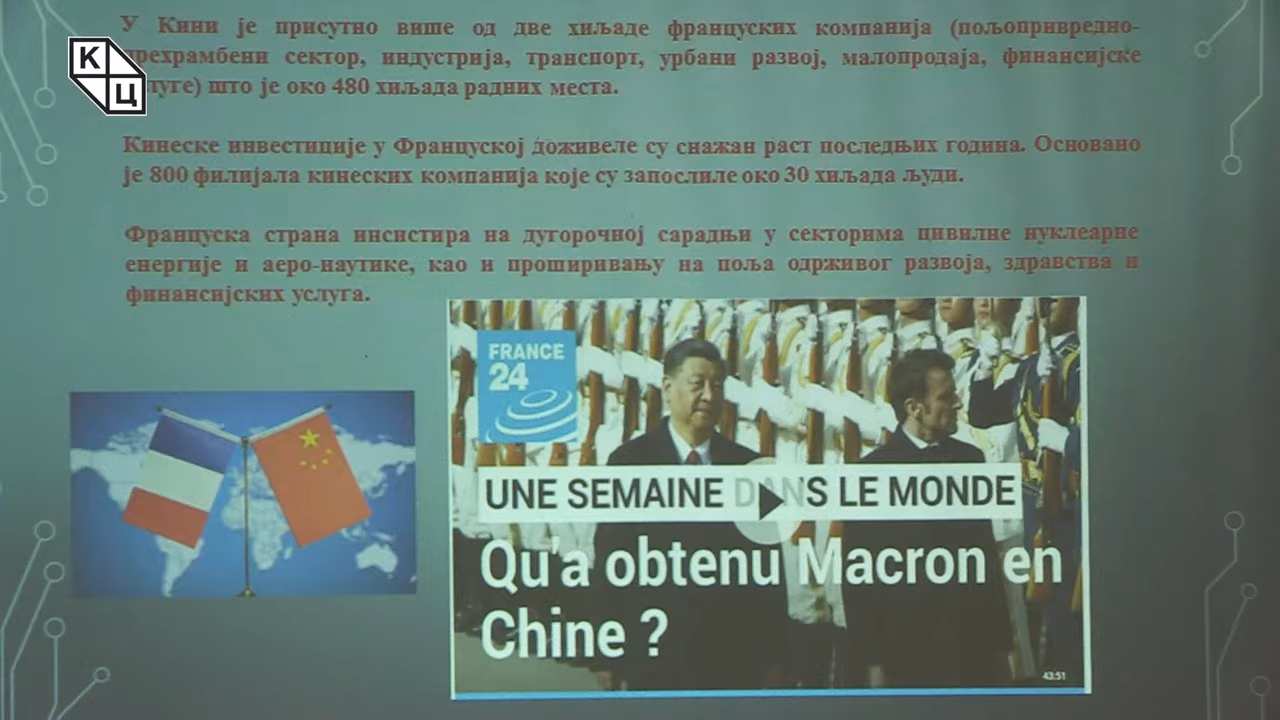 У Кини је присутно више од две хиљаде француских компанија (пољопривредно-
прехрамбени сектор, индустрија, транспорт, урбани развој, малопродаја, финансијске
услуге) што је око 480 хиљада радних места.
К
Ц
Кинеске инвестиције у Француској доживеле су снажан раст последњих година. Основано
је 800 филијала кинеских компанија које су запослиле око 30 хиљада људи.
Француска страна инсистира на дугорочној сарадњи у секторима цивилне нуклеарне
енергије и аеро-наутике, као и проширивању на поља одрживог развоја, здравства и
финансијских услуга.
FRANCE
24
UNE SEMAINE DANS LE MONDE
Qu'a obtenu Macron en
Chine ?
43:51